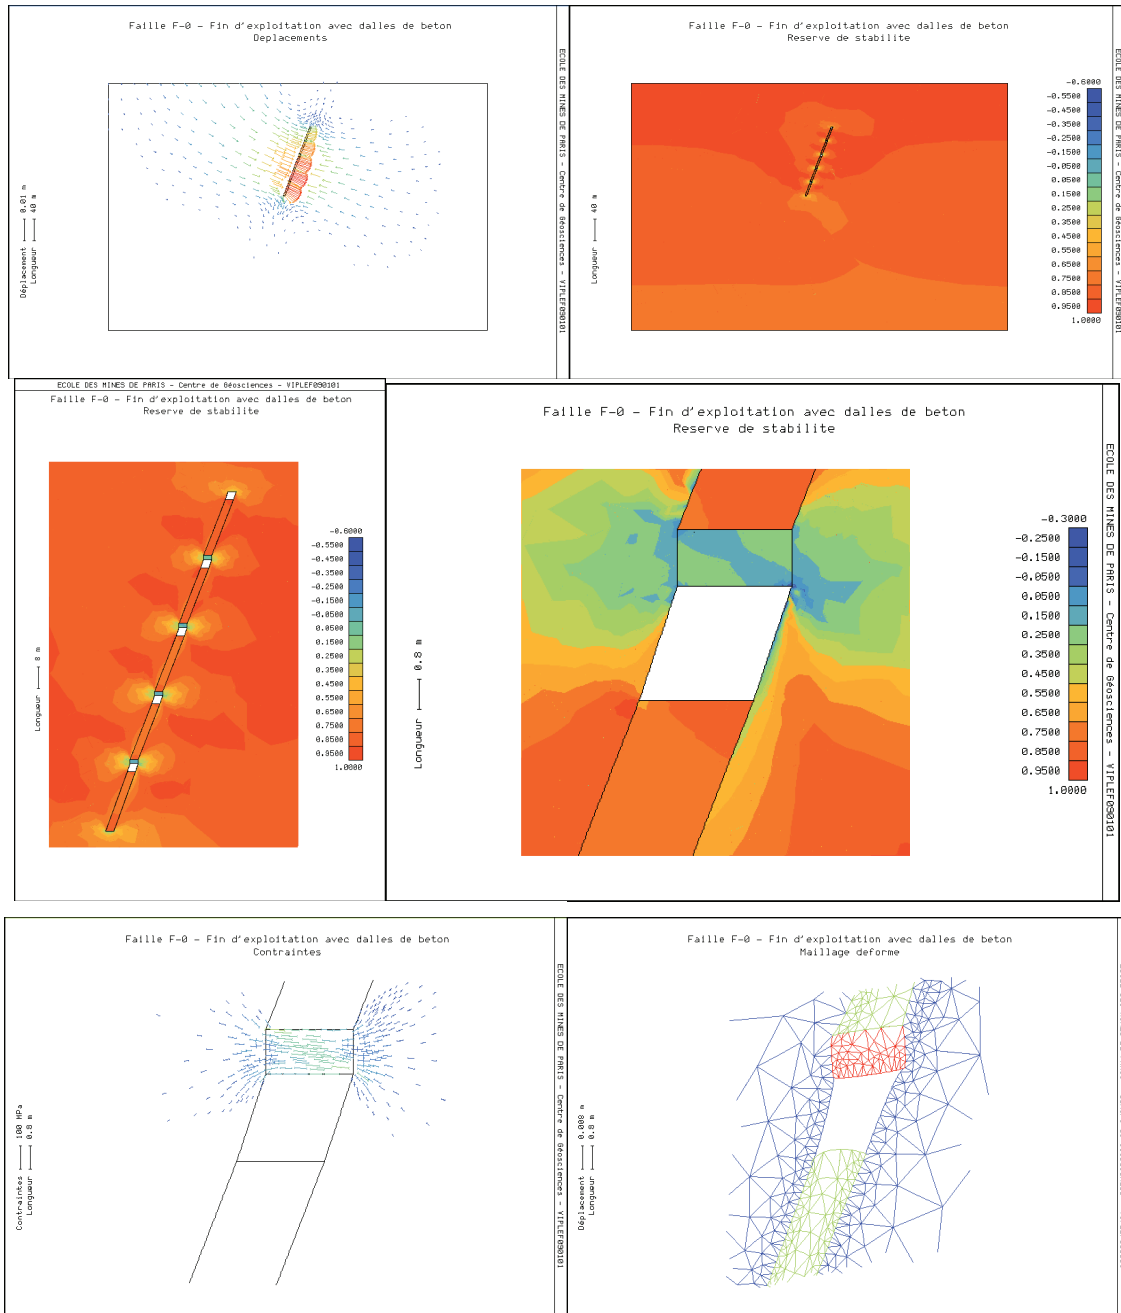 Faille F-0 - Fin d'exploitation avec dalles de beton
Deplacements
Déplacement 0.01 m
Longueur 40 m
ECOLE DES MINES DE PARIS - Centre de Géosciences - VIPLEF090101
Faille F-0 - Fin d'exploitation avec dalles de beton
Reserve de stabilite
Longueur 40 m
-0.6000
-0.5500
-0.4500
-0.3500
-0.2500
-0.1500
-0.0500
0.0500
0.1500
0.2500
0.3500
0.4500
0.5500
0.6500
0.7500
0.8500
0.9500
1.0000
ECOLE DES MINES DE PARIS - Centre de Géosciences - VIPLEF090101
ECOLE DES MINES DE PARIS - Centre de Géosciences - VIPLEF090101
Faille F-0 - Fin d'exploitation avec dalles de beton
Reserve de stabilite
Longueur 8 m
-0.6000
-0.5500
-0.4500
-0.3500
-0.2500
-0.1500
-0.0500
0.0500
0.1500
0.2500
0.3500
0.4500
0.5500
0.6500
0.7500
0.8500
0.9500
1.0000
Faille F-0 - Fin d'exploitation avec dalles de beton
Reserve de stabilite
Longueur 0.8 m
-0.3000
-0.2500
-0.1500
-0.0500
0.0500
0.1500
0.2500
0.3500
0.4500
0.5500
0.6500
0.7500
0.8500
0.9500
1.0000
ECOLE DES MINES DE PARIS - Centre de Géosciences - VIPLEF090101
Faille F-0 - Fin d'exploitation avec dalles de beton
Contraintes
Contraintes 100 MPa
Longueur 0.8 m
ECOLE DES MINES DE PARIS - Centre de Géosciences - VIPLEF090101
Faille F-0 - Fin d'exploitation avec dalles de beton
Maillage deforme
Déplacement 0.008 m
Longueur 0.8 m